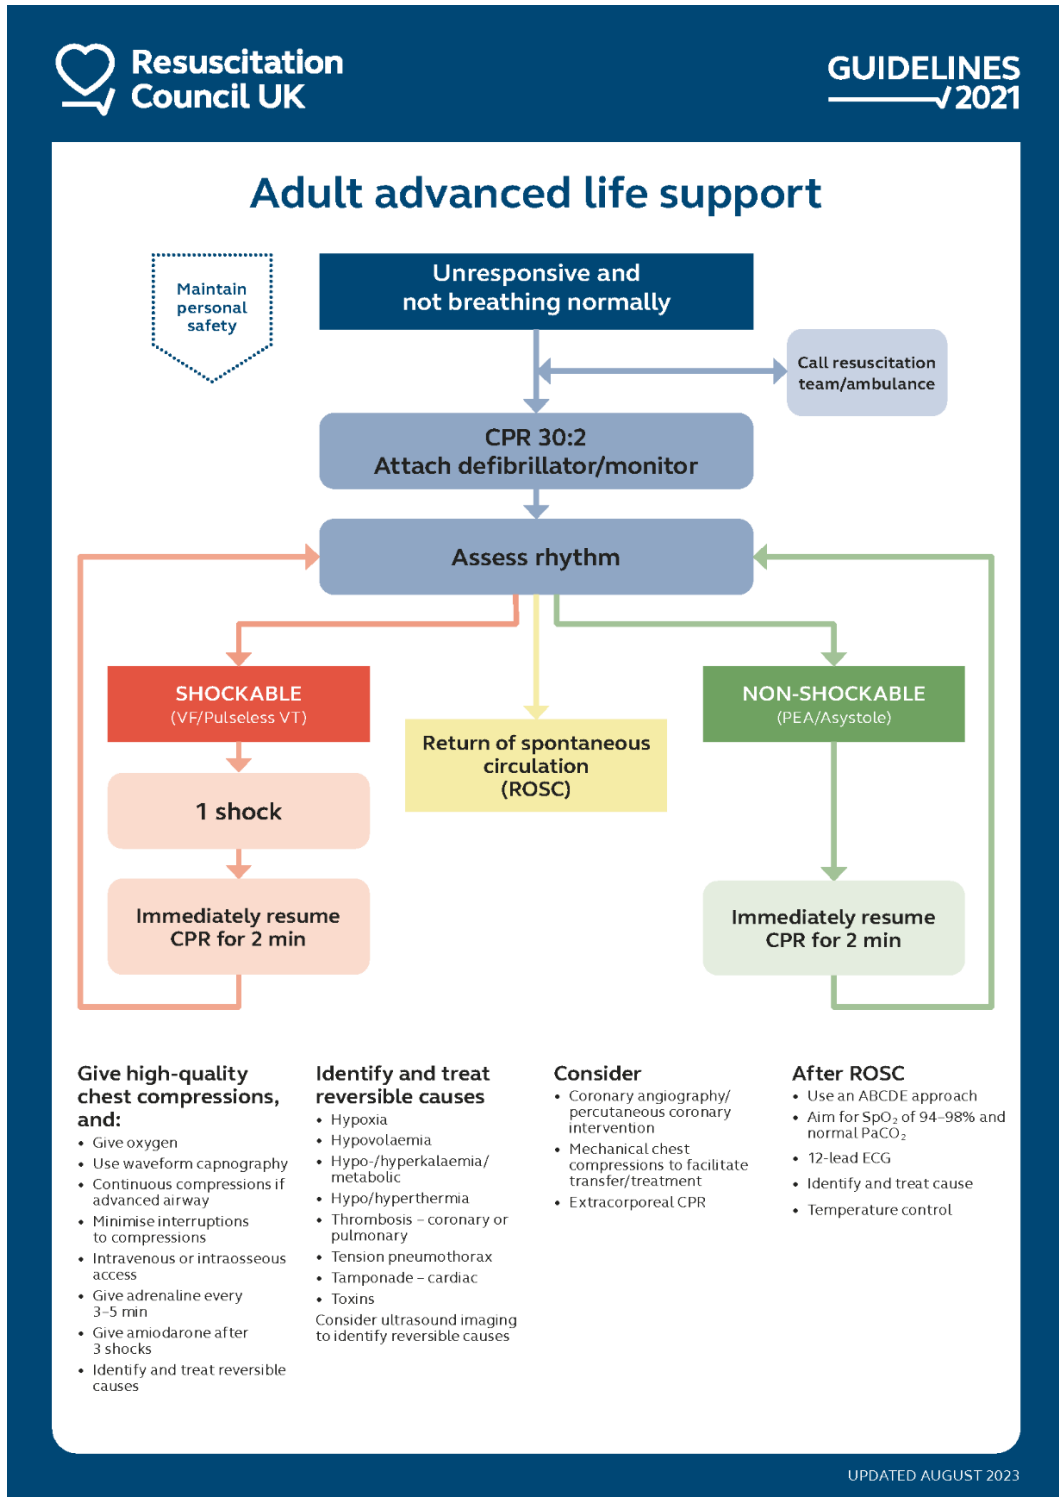 Resuscitation
Council UK
GUIDELINES
2021
Adult advanced life support
Maintain
personal
safety
Unresponsive and
not breathing normally
Call resuscitation
team/ambulance
CPR 30:2
Attach defibrillator/monitor
Assess rhythm
SHOCKABLE
(VF/Pulseless VT)
NON-SHOCKABLE
(PEA/Asystole)
Return of spontaneous
circulation
(ROSC)
1 shock
Immediately resume
CPR for 2 min
Immediately resume
CPR for 2 min
Give high-quality
chest compressions,
and:
• Give oxygen
• Use waveform capnography
• Continuous compressions if
advanced airway
• Minimise interruptions
to compressions
• Intravenous or intraosseous
access
• Give adrenaline every
3–5 min
• Give amiodarone after
3 shocks
• Identify and treat reversible
causes
Identify and treat
reversible causes
• Hypoxia
• Hypovolaemia
• Hypo-/hyperkalaemia/
metabolic
• Hypo/hyperthermia
• Thrombosis – coronary or
pulmonary
• Tension pneumothorax
• Tamponade – cardiac
• Toxins
Consider ultrasound imaging
to identify reversible causes
Consider
• Coronary angiography/
percutaneous coronary
intervention
• Mechanical chest
compressions to facilitate
transfer/treatment
• Extracorporeal CPR
After ROSC
• Use an ABCDE approach
• Aim for SpO₂ of 94–98% and
normal PaCO₂
• 12-lead ECG
• Identify and treat cause
• Temperature control
UPDATED AUGUST 2023